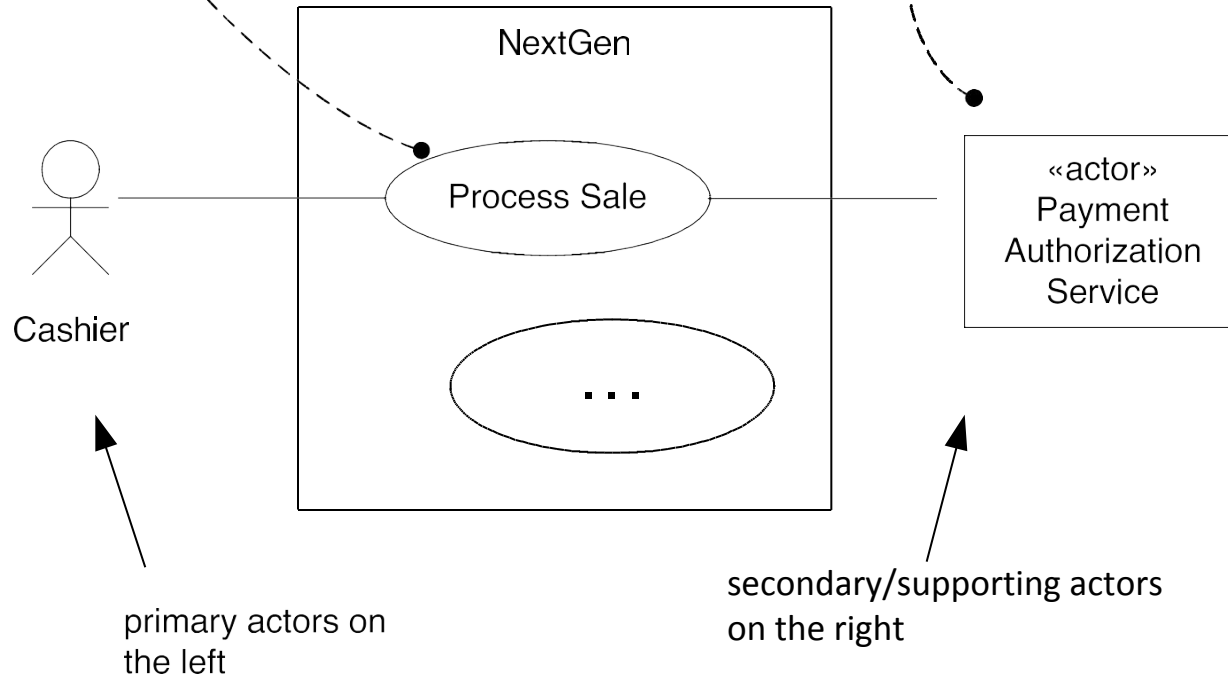 NextGen
Process Sale
«actor»
Payment
Authorization
Service
Cashier
. . .
primary actors on
the left
secondary/supporting actors
on the right